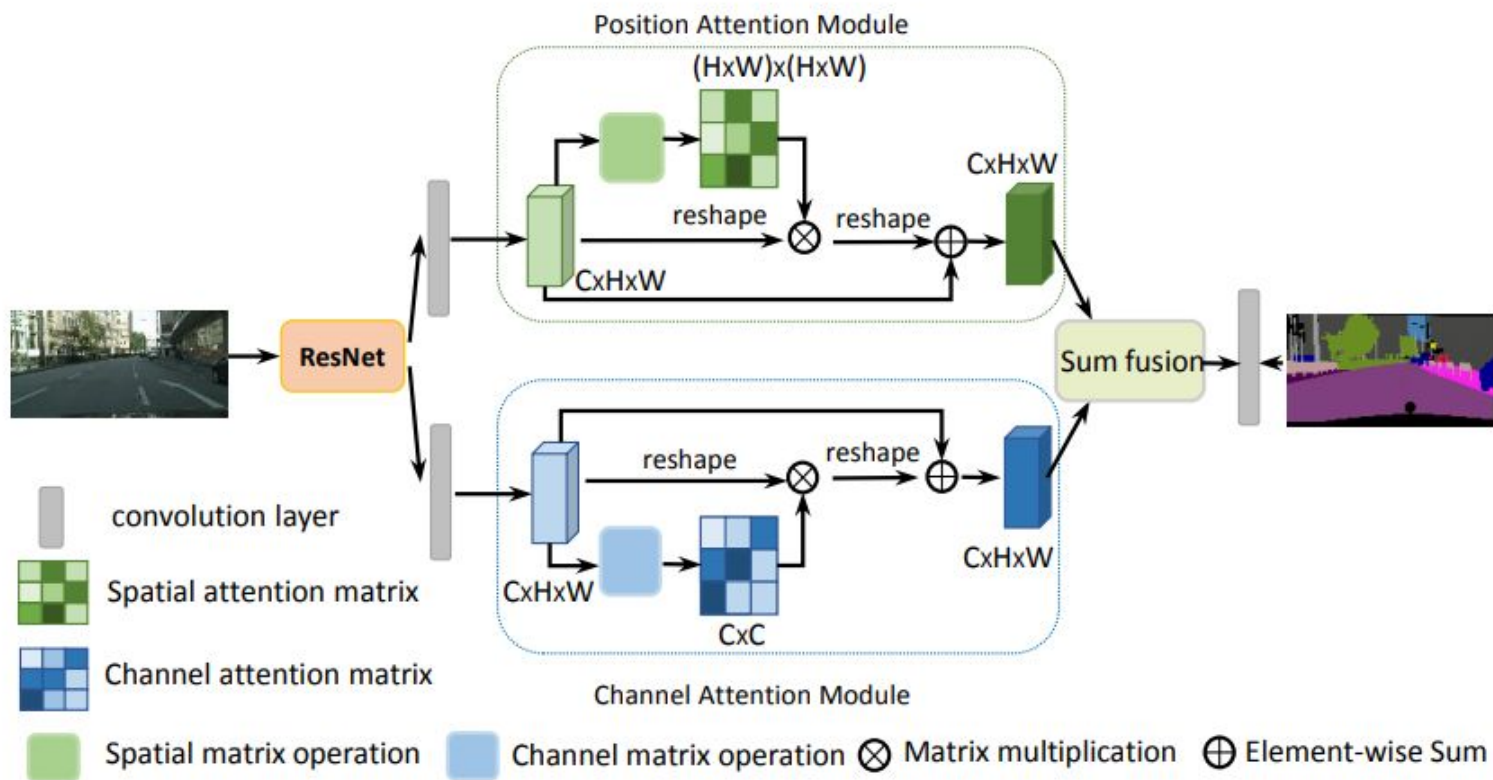 Position Attention Module
(HxW)x(HxW)
CxHxW
reshape
reshape
CxHxW
ResNet
Sum fusion
reshape
reshape
CxHxW
CxHxW
CxC
Channel Attention Module
convolution layer
Spatial attention matrix
Channel attention matrix
Spatial matrix operation
Channel matrix operation
Matrix multiplication
Element-wise Sum